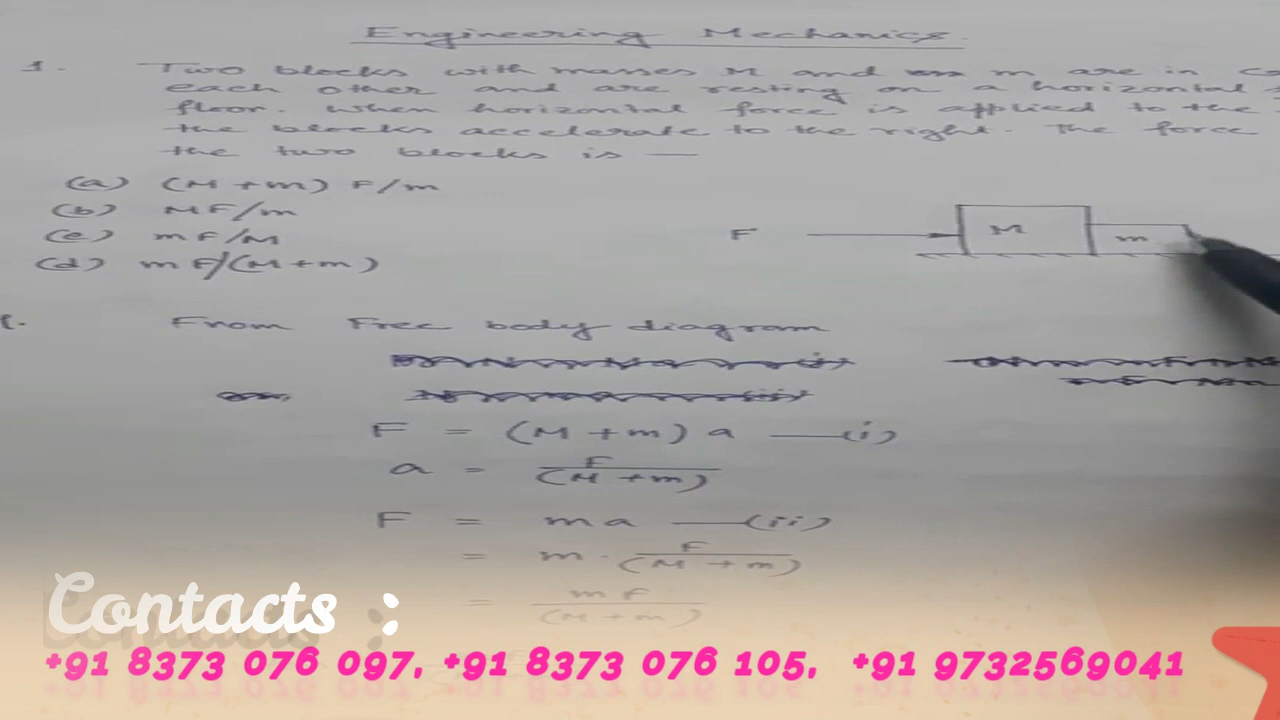 Engineering Mechanics.
1. Two blocks with masses M and m are in
each other and are resting on a horizontal
floor. When horizontal force is applied to the
the blocks accelerate to the right. The force
the two blocks is —
(a) (M + m) F/m
(b) MF/m
(c) mF/M
(d) mF/(M+m)
F M m
From Free body diagram
F = (M + m) a —(i)
a = F/(M + m)
F = ma —(ii)
= m · F/(M + m)
= mF/(M + m)
Contacts :
+91 8373 076 097, +91 8373 076 105, +91 9732569041